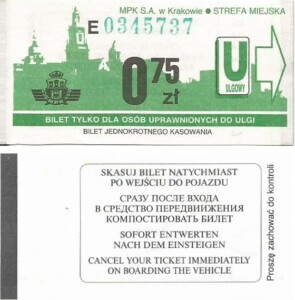 MPK S.A. w Krakowie ● STREFA MIEJSKA
E 0345737
0 75 zł
U
ULGOWY
BILET TYLKO DLA OSÓB UPRAWNIONYCH DO ULGI
BILET JEDNOKROTNEGO KASOWANIA
SKASUJ BILET NATYCHMIAST
PO WEJŚCIU DO POJAZDU
СРАЗУ ПОСЛЕ ВХОДА
В СРЕДСТВО ПЕРЕДВИЖЕНИЯ
КОМПОСТИРОВАТЬ БИЛЕТ
SOFORT ENTWERTEN
NACH DEM EINSTEIGEN
CANCEL YOUR TICKET IMMEDIATELY
ON BOARDING THE VEHICLE
Proszę zachować do kontroli